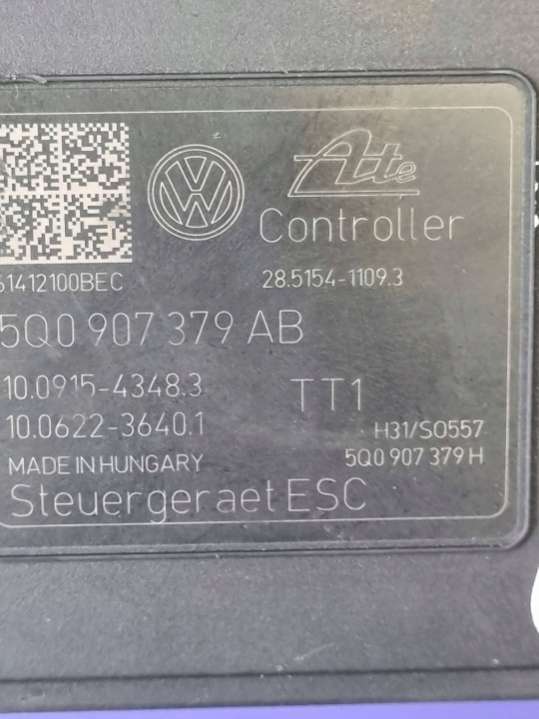 Ate
Controller
61412100BEC
28.5154-1109.3
5Q0 907 379 AB
10.0915-4348.3
TT1
10.0622-3640.1
H31/S0557
MADE IN HUNGARY
5Q0 907 379 H
Steuergeraet ESC